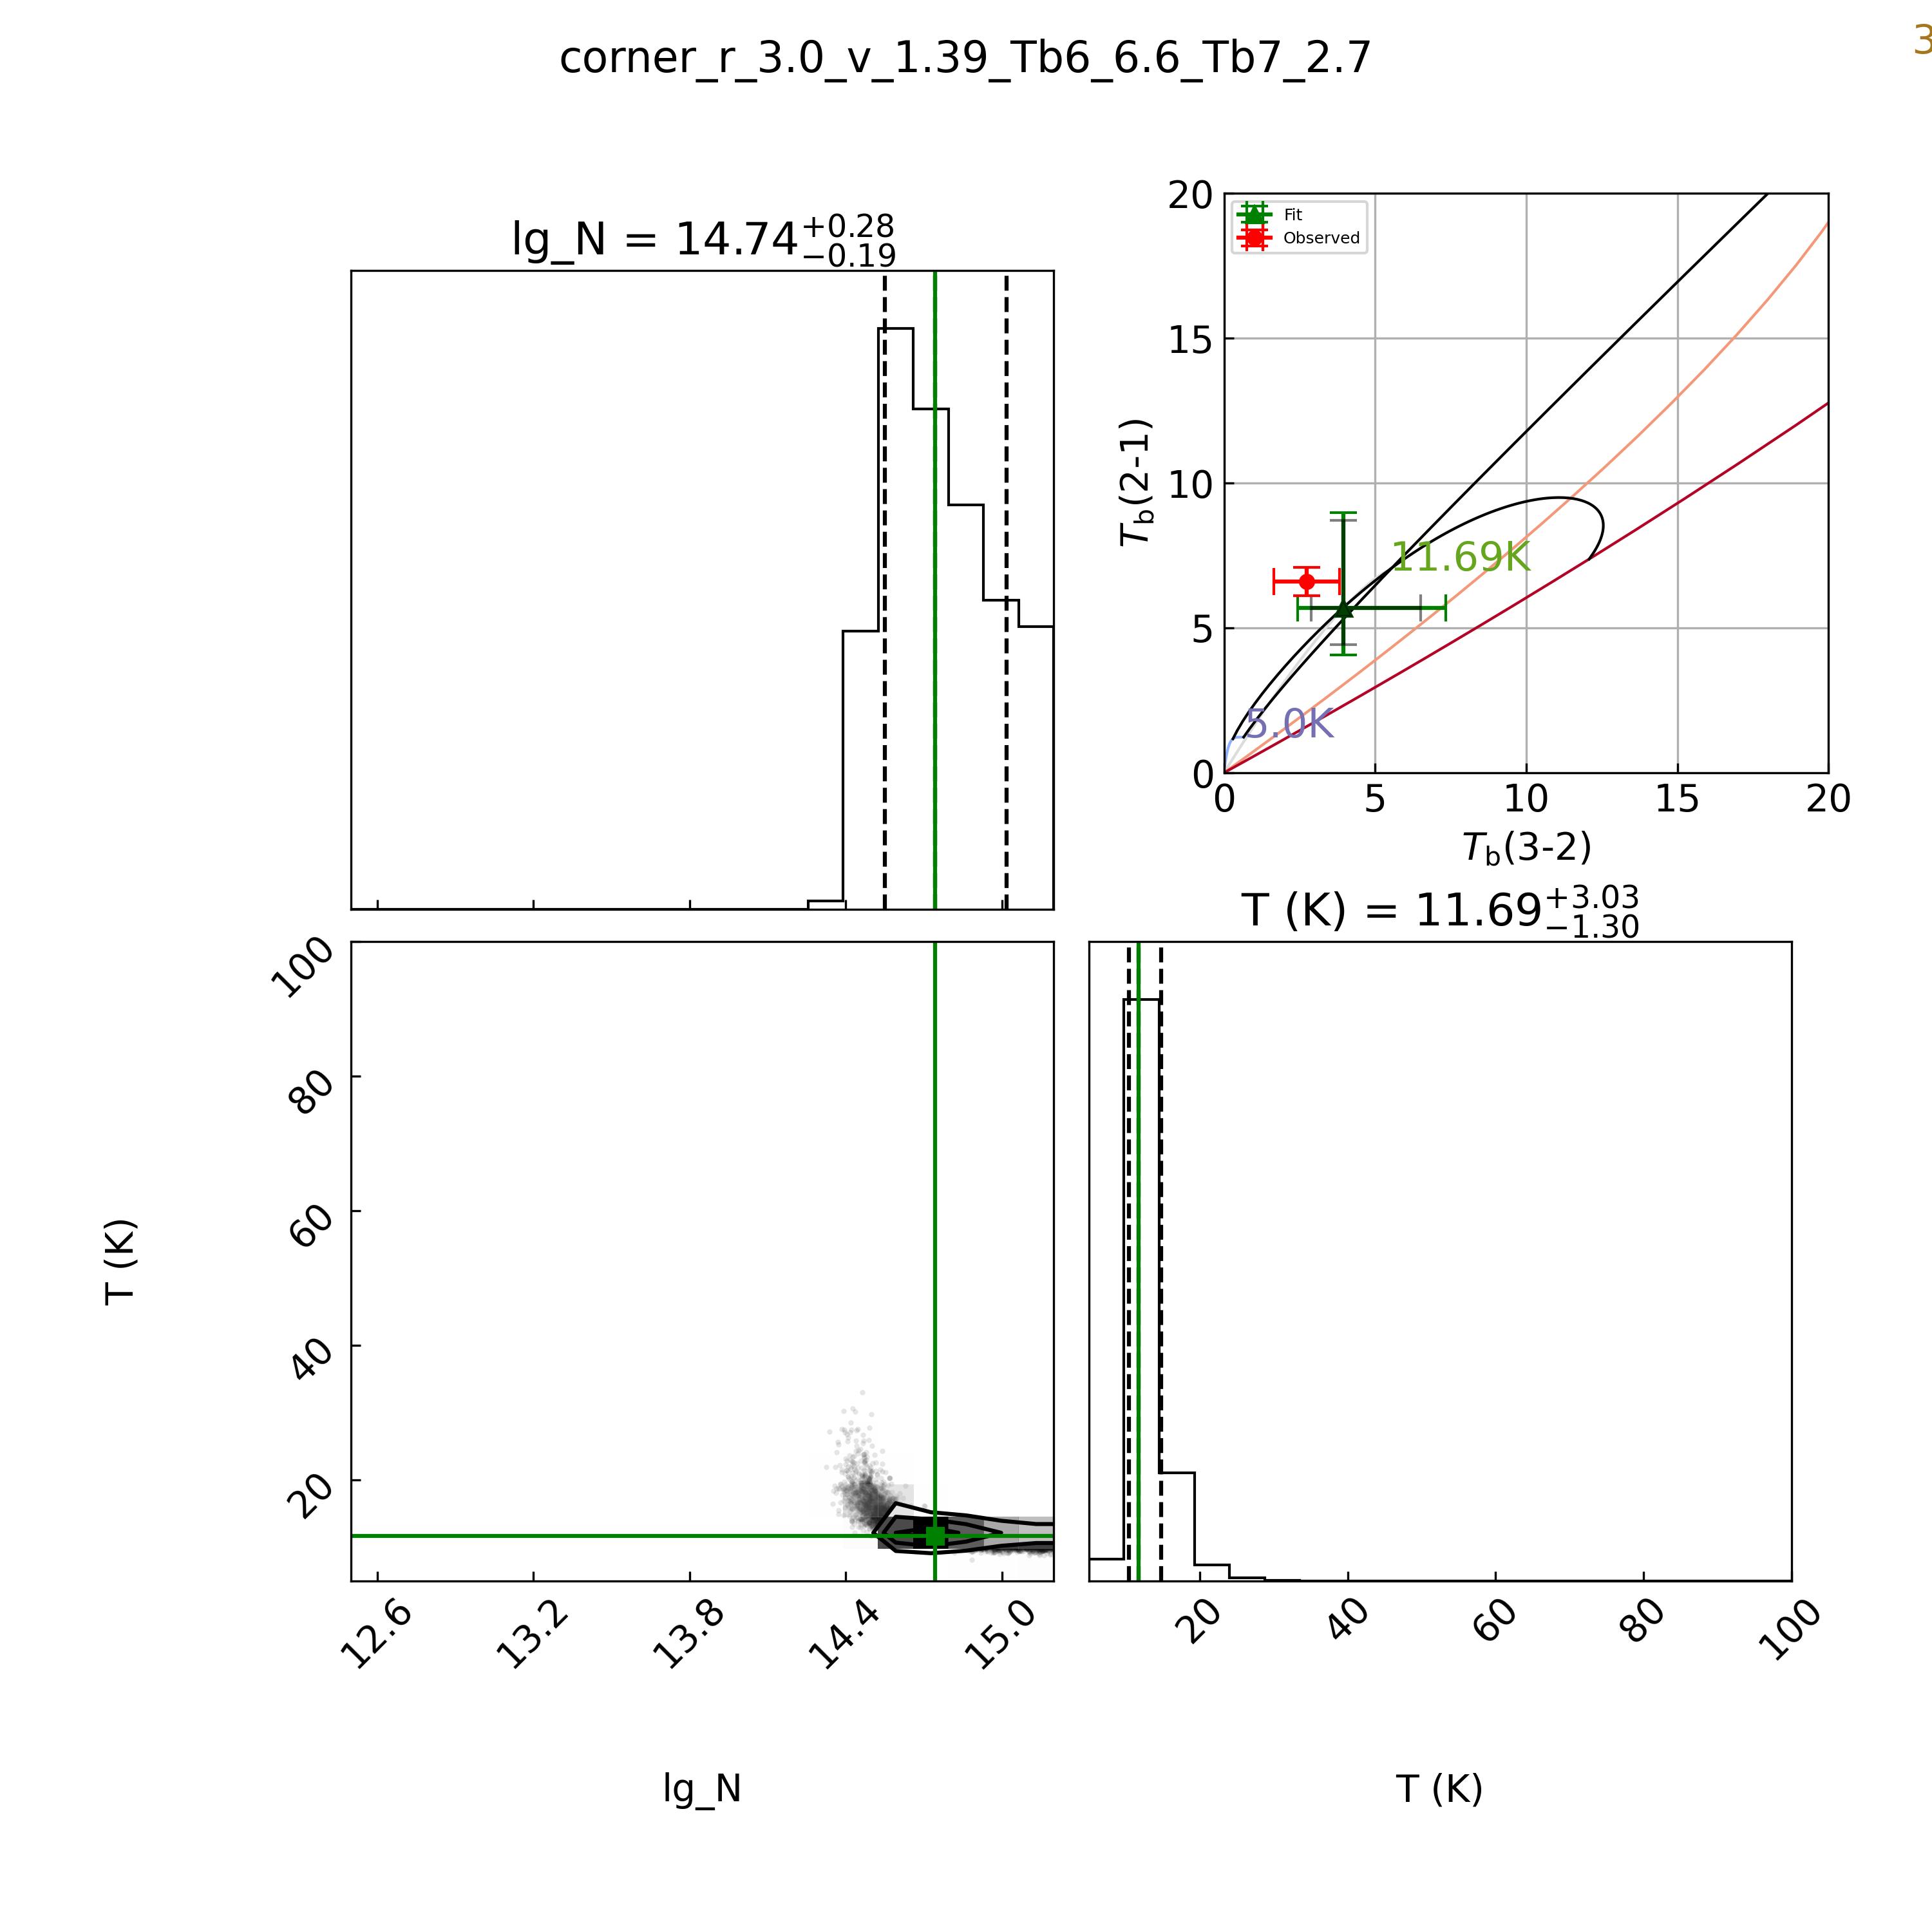 corner_r_3.0_v_1.39_Tb6_6.6_Tb7_2.7
3
lg_N = 14.74+0.28−0.19
20
15
10
5
0
Fit
Observed
11.69K
5.0K
Tb(2-1)
0 5 10 15 20
Tb(3-2)
T (K) = 11.69+3.03−1.30
100
80
60
40
20
T (K)
12.6 13.2 13.8 14.4 15.0
20 40 60 80 100
lg_N
T (K)